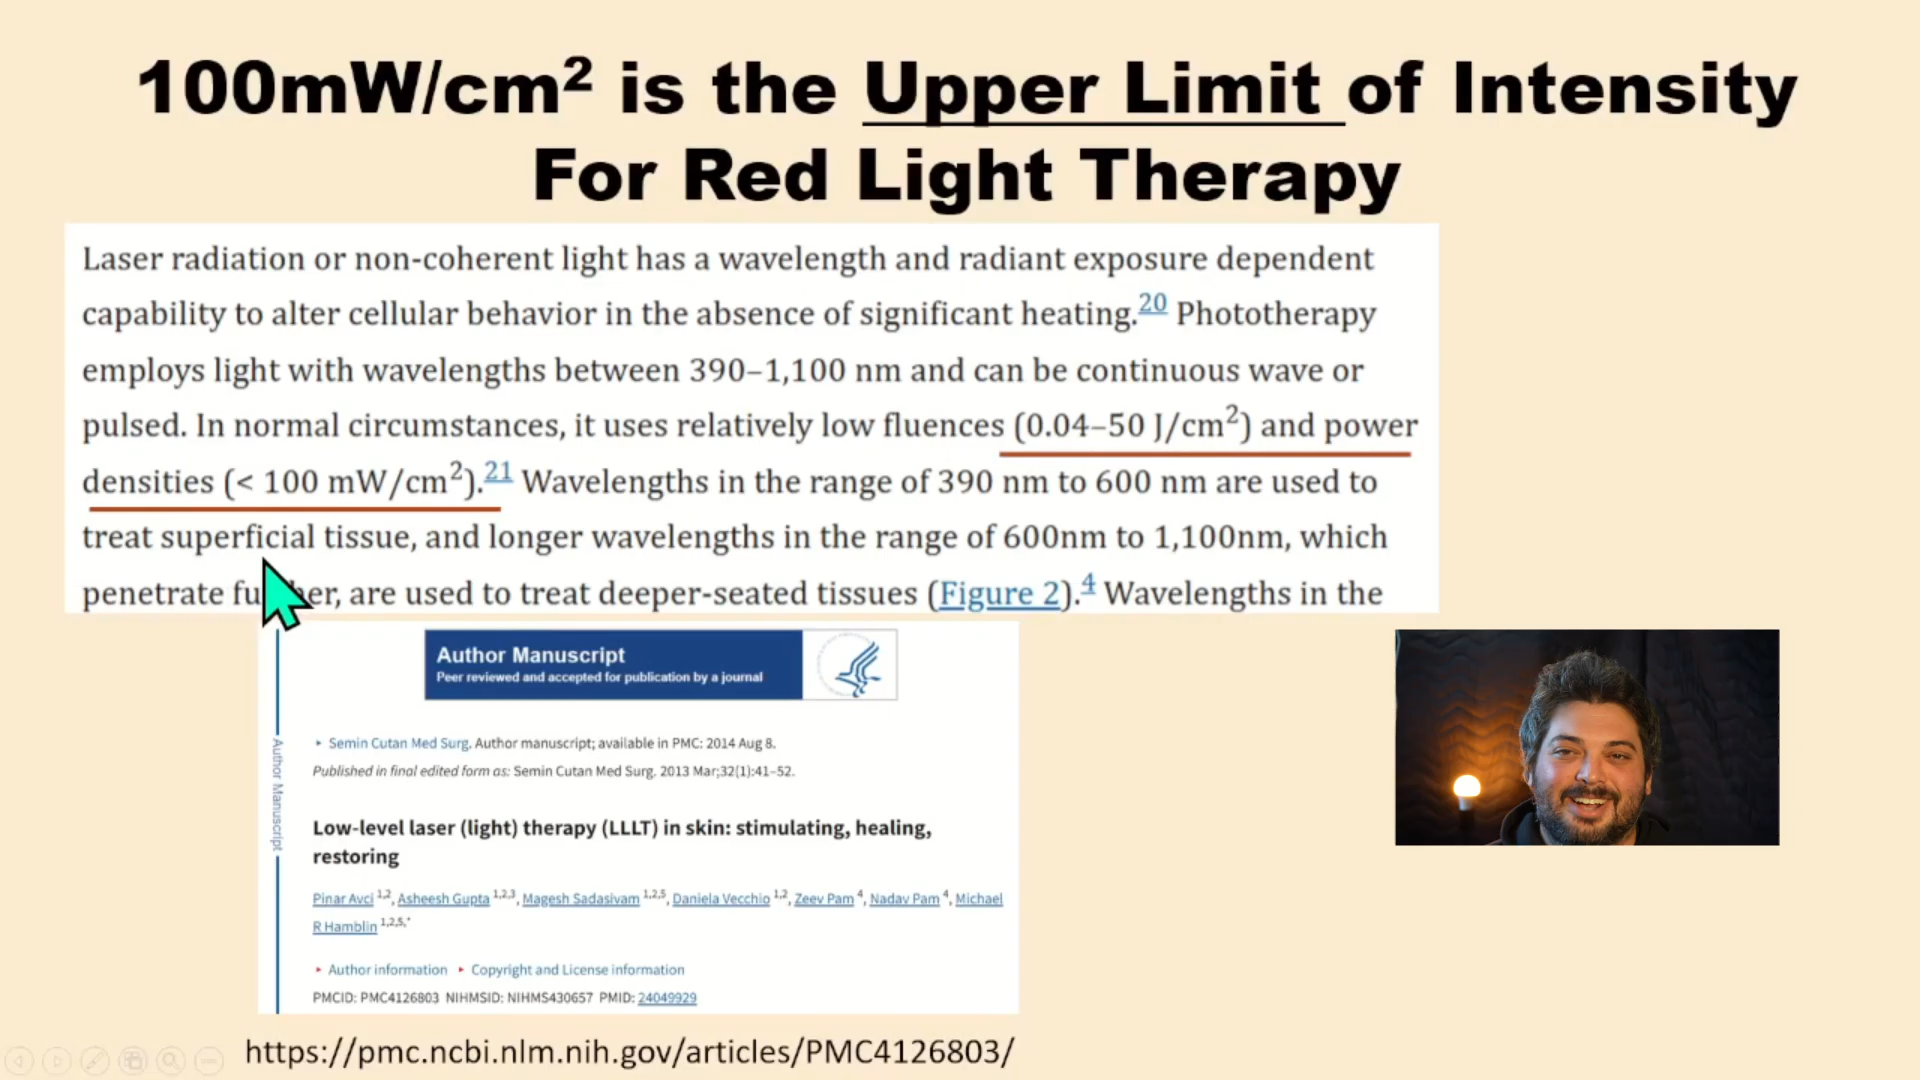 100mW/cm² is the Upper Limit of Intensity
For Red Light Therapy
Laser radiation or non-coherent light has a wavelength and radiant exposure dependent
capability to alter cellular behavior in the absence of significant heating.20 Phototherapy
employs light with wavelengths between 390–1,100 nm and can be continuous wave or
pulsed. In normal circumstances, it uses relatively low fluences (0.04–50 J/cm²) and power
densities (< 100 mW/cm²).21 Wavelengths in the range of 390 nm to 600 nm are used to
treat superficial tissue, and longer wavelengths in the range of 600nm to 1,100nm, which
penetrate further, are used to treat deeper-seated tissues (Figure 2).4 Wavelengths in the
Author Manuscript
Peer reviewed and accepted for publication by a journal
Author Manuscript
▸ Semin Cutan Med Surg. Author manuscript; available in PMC: 2014 Aug 8.
Published in final edited form as: Semin Cutan Med Surg. 2013 Mar;32(1):41–52.
Low-level laser (light) therapy (LLLT) in skin: stimulating, healing,
restoring
Pinar Avci 1,2, Asheesh Gupta 1,2,3, Magesh Sadasivam 1,2,5, Daniela Vecchio 1,2, Zeev Pam 4, Nadav Pam 4, Michael
R Hamblin 1,2,5,*
▸ Author information ▸ Copyright and License information
PMCID: PMC4126803 NIHMSID: NIHMS430657 PMID: 24049929
https://pmc.ncbi.nlm.nih.gov/articles/PMC4126803/